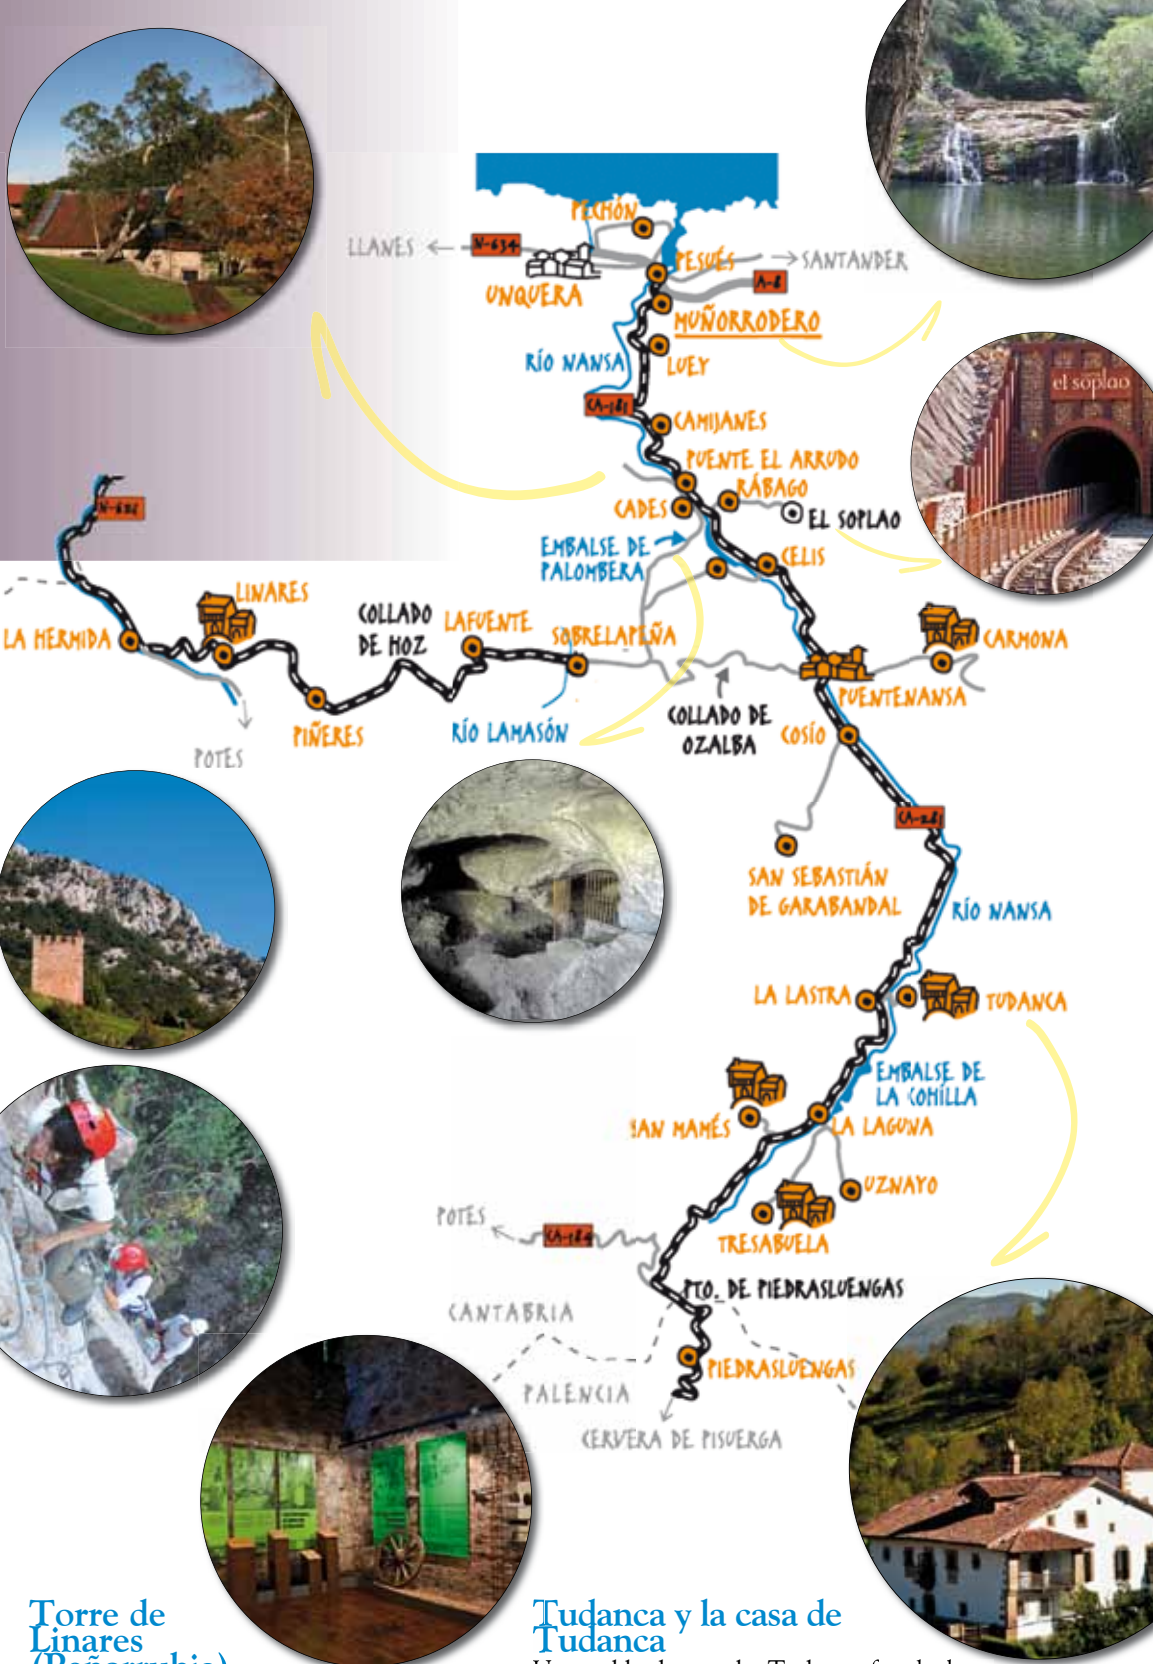 PECHÓN
LLANES
N-634
PESUÉS
SANTANDER
A-8
UNQUERA
MUÑORRODERO
RÍO NANSA
LUEY
el soplao
CA-181
CAMIJANES
PUENTE EL ARRUDO
RÁBAGO
CADES
EL SOPLAO
N-621
EMBALSE DE
PALOMBERA
CELIS
LINARES
COLLADO
DE HOZ
LAFUENTE
SOBRELAPEÑA
LA HERMIDA
CARMONA
PUENTENANSA
PIÑERES
RÍO LAMASÓN
COLLADO DE
OZALBA
COSÍO
POTES
CA-281
SAN SEBASTIÁN
DE GARABANDAL
RÍO NANSA
LA LASTRA
TUDANCA
EMBALSE DE
LA COHILLA
SAN MAMÉS
LA LAGUNA
UZNAYO
POTES
CA-184
TRESABUELA
PTO. DE PIEDRASLUENGAS
CANTABRIA
PIEDRASLUENGAS
PALENCIA
CERVERA DE PISUERGA
Torre de
Linares
(Peñarrubia)
Tudanca y la casa de
Tudanca